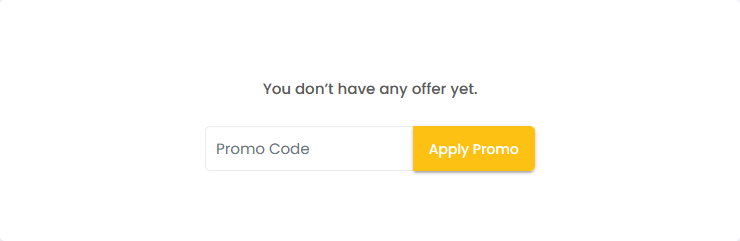 You don’t have any offer yet.
Promo Code
Apply Promo